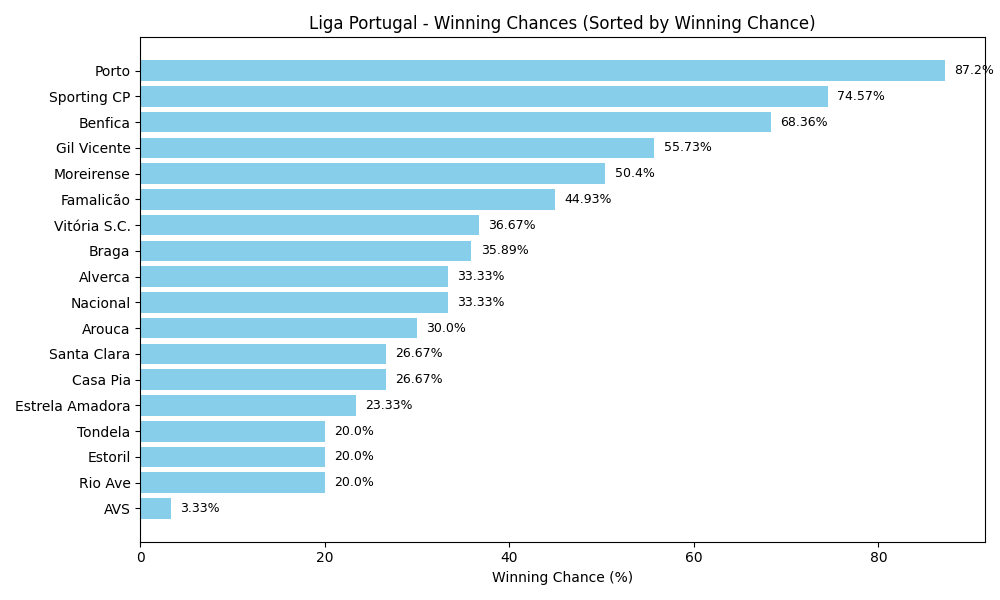 Liga Portugal - Winning Chances (Sorted by Winning Chance)
Porto 87.2%
Sporting CP 74.57%
Benfica 68.36%
Gil Vicente 55.73%
Moreirense 50.4%
Famalicão 44.93%
Vitória S.C. 36.67%
Braga 35.89%
Alverca 33.33%
Nacional 33.33%
Arouca 30.0%
Santa Clara 26.67%
Casa Pia 26.67%
Estrela Amadora 23.33%
Tondela 20.0%
Estoril 20.0%
Rio Ave 20.0%
AVS 3.33%
0 20 40 60 80
Winning Chance (%)